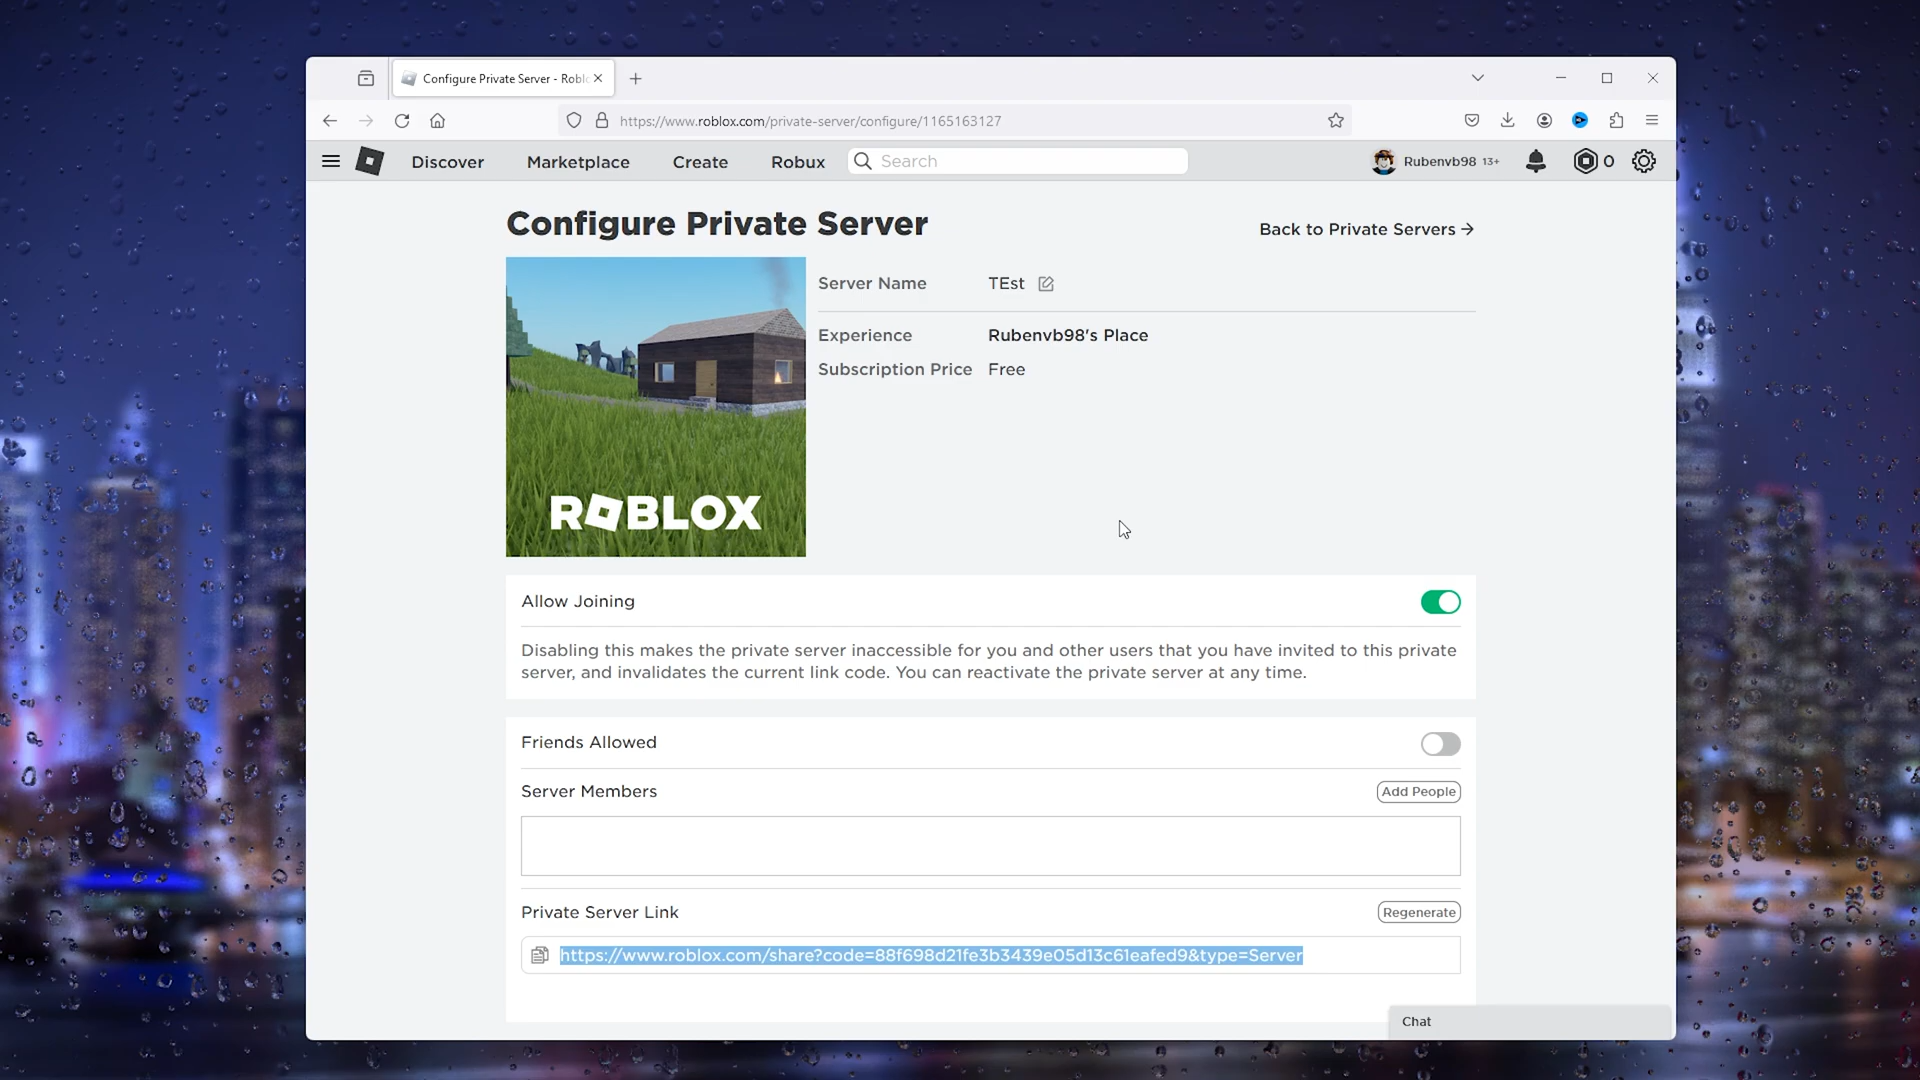 Configure Private Server - Roblo
https://www.roblox.com/private-server/configure/1165163127
Discover Marketplace Create Robux Search Rubenvb98 13+ 0
Configure Private Server
Back to Private Servers
Server Name TEst
Experience Rubenvb98's Place
Subscription Price Free
ROBLOX
Allow Joining
Disabling this makes the private server inaccessible for you and other users that you have invited to this private
server, and invalidates the current link code. You can reactivate the private server at any time.
Friends Allowed
Server Members Add People
Private Server Link Regenerate
https://www.roblox.com/share?code=88f698d21fe3b3439e05d13c61eafed9&type=Server
Chat